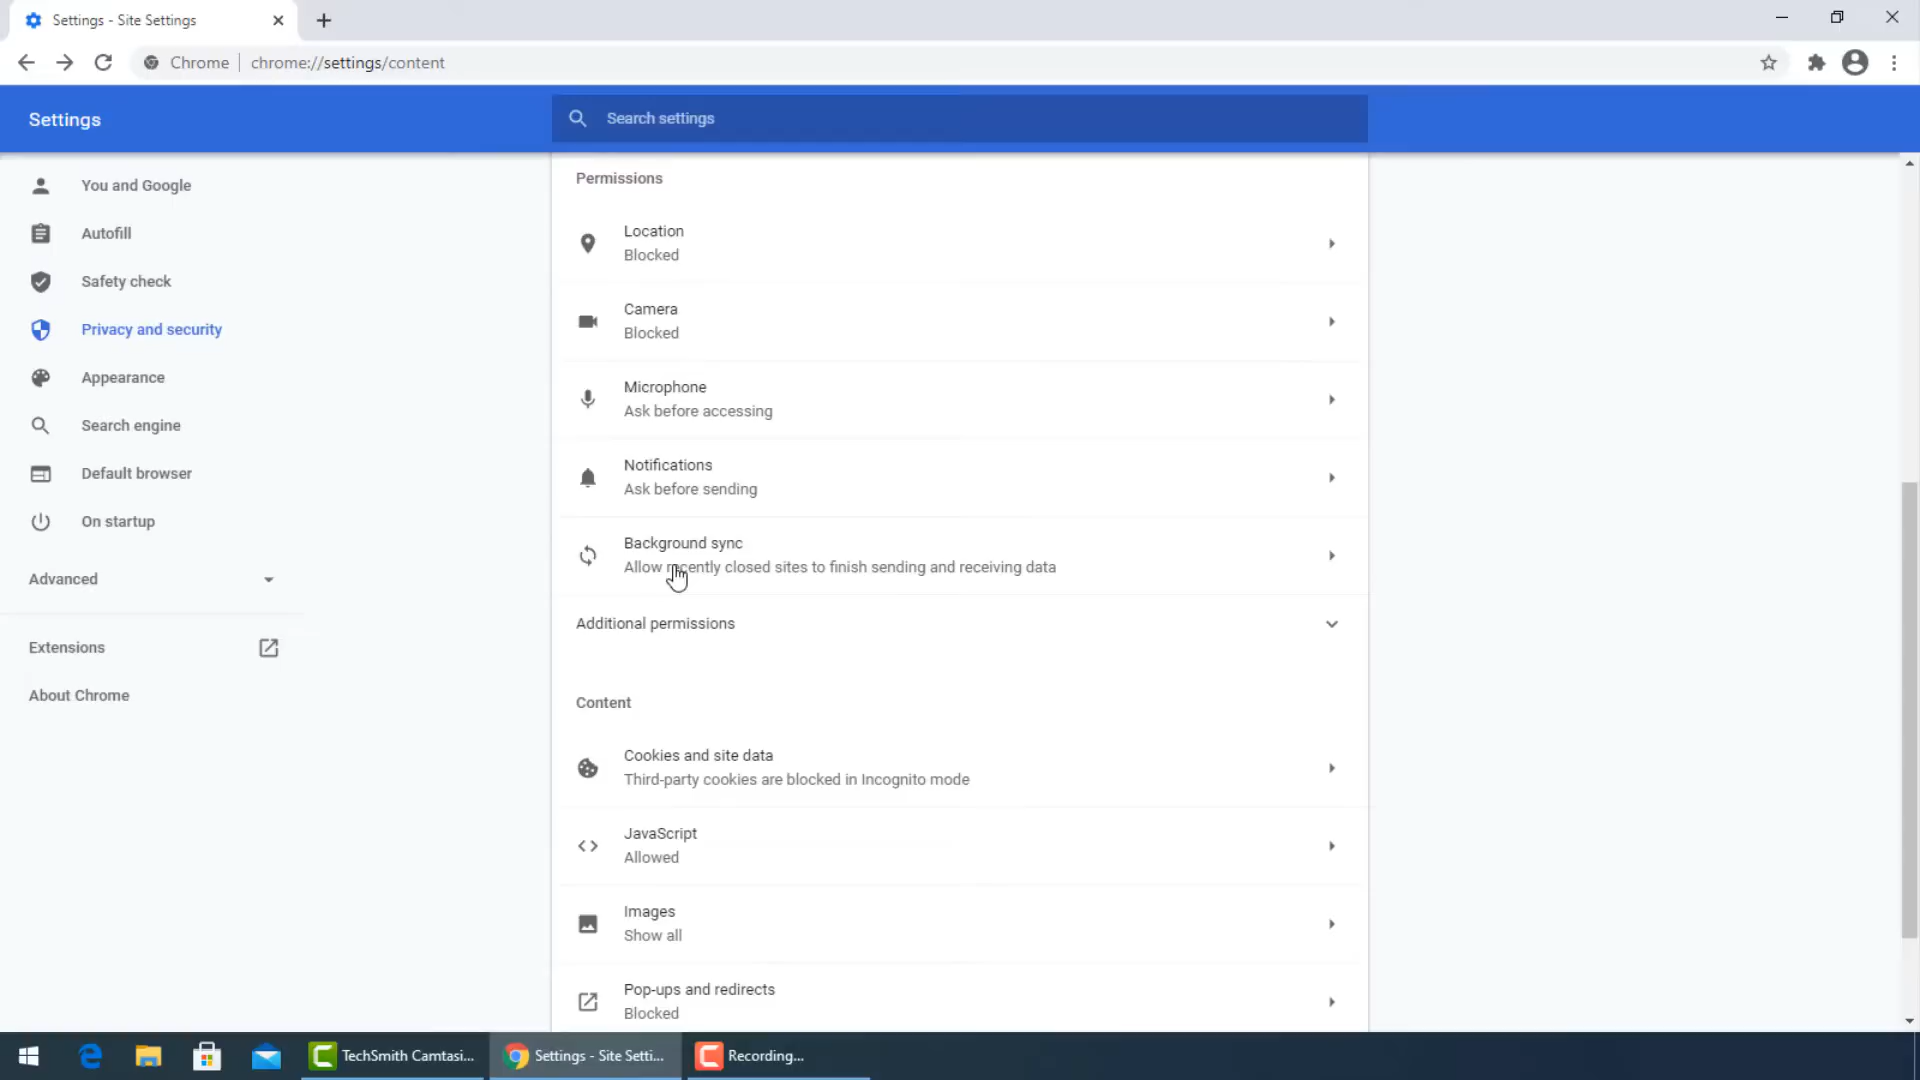 Settings - Site Settings
Chrome
chrome://settings/content
Settings
Search settings
You and Google
Autofill
Safety check
Privacy and security
Appearance
Search engine
Default browser
On startup
Advanced
Extensions
About Chrome
Permissions
Location
Blocked
Camera
Blocked
Microphone
Ask before accessing
Notifications
Ask before sending
Background sync
Allow recently closed sites to finish sending and receiving data
Additional permissions
Content
Cookies and site data
Third-party cookies are blocked in Incognito mode
JavaScript
Allowed
Images
Show all
Pop-ups and redirects
Blocked
TechSmith Camtasi...
Settings - Site Setti...
Recording...